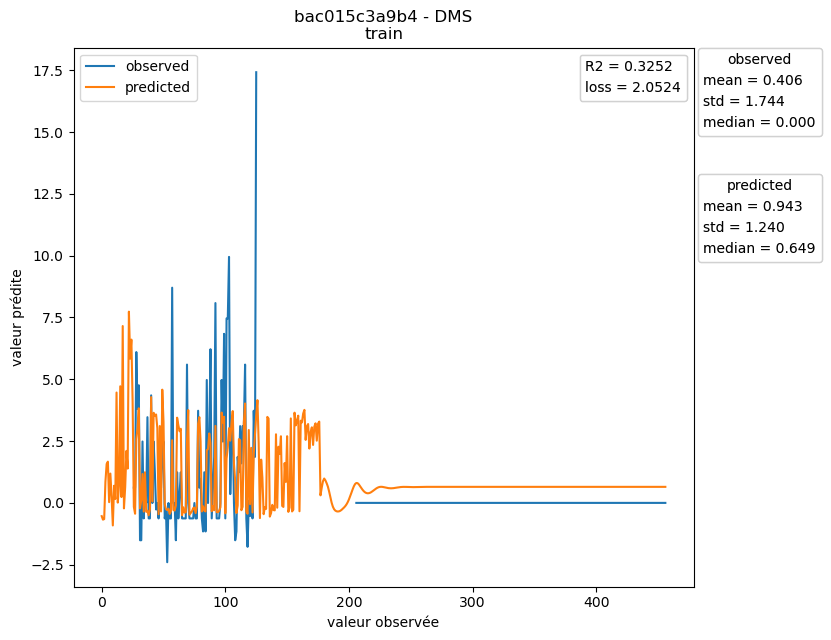 bac015c3a9b4 - DMS
train
observed
predicted
R2 = 0.3252
loss = 2.0524
observed
mean = 0.406
std = 1.744
median = 0.000
predicted
mean = 0.943
std = 1.240
median = 0.649
17.5
15.0
12.5
10.0
7.5
5.0
2.5
0.0
−2.5
valeur prédite
0 100 200 300 400
valeur observée